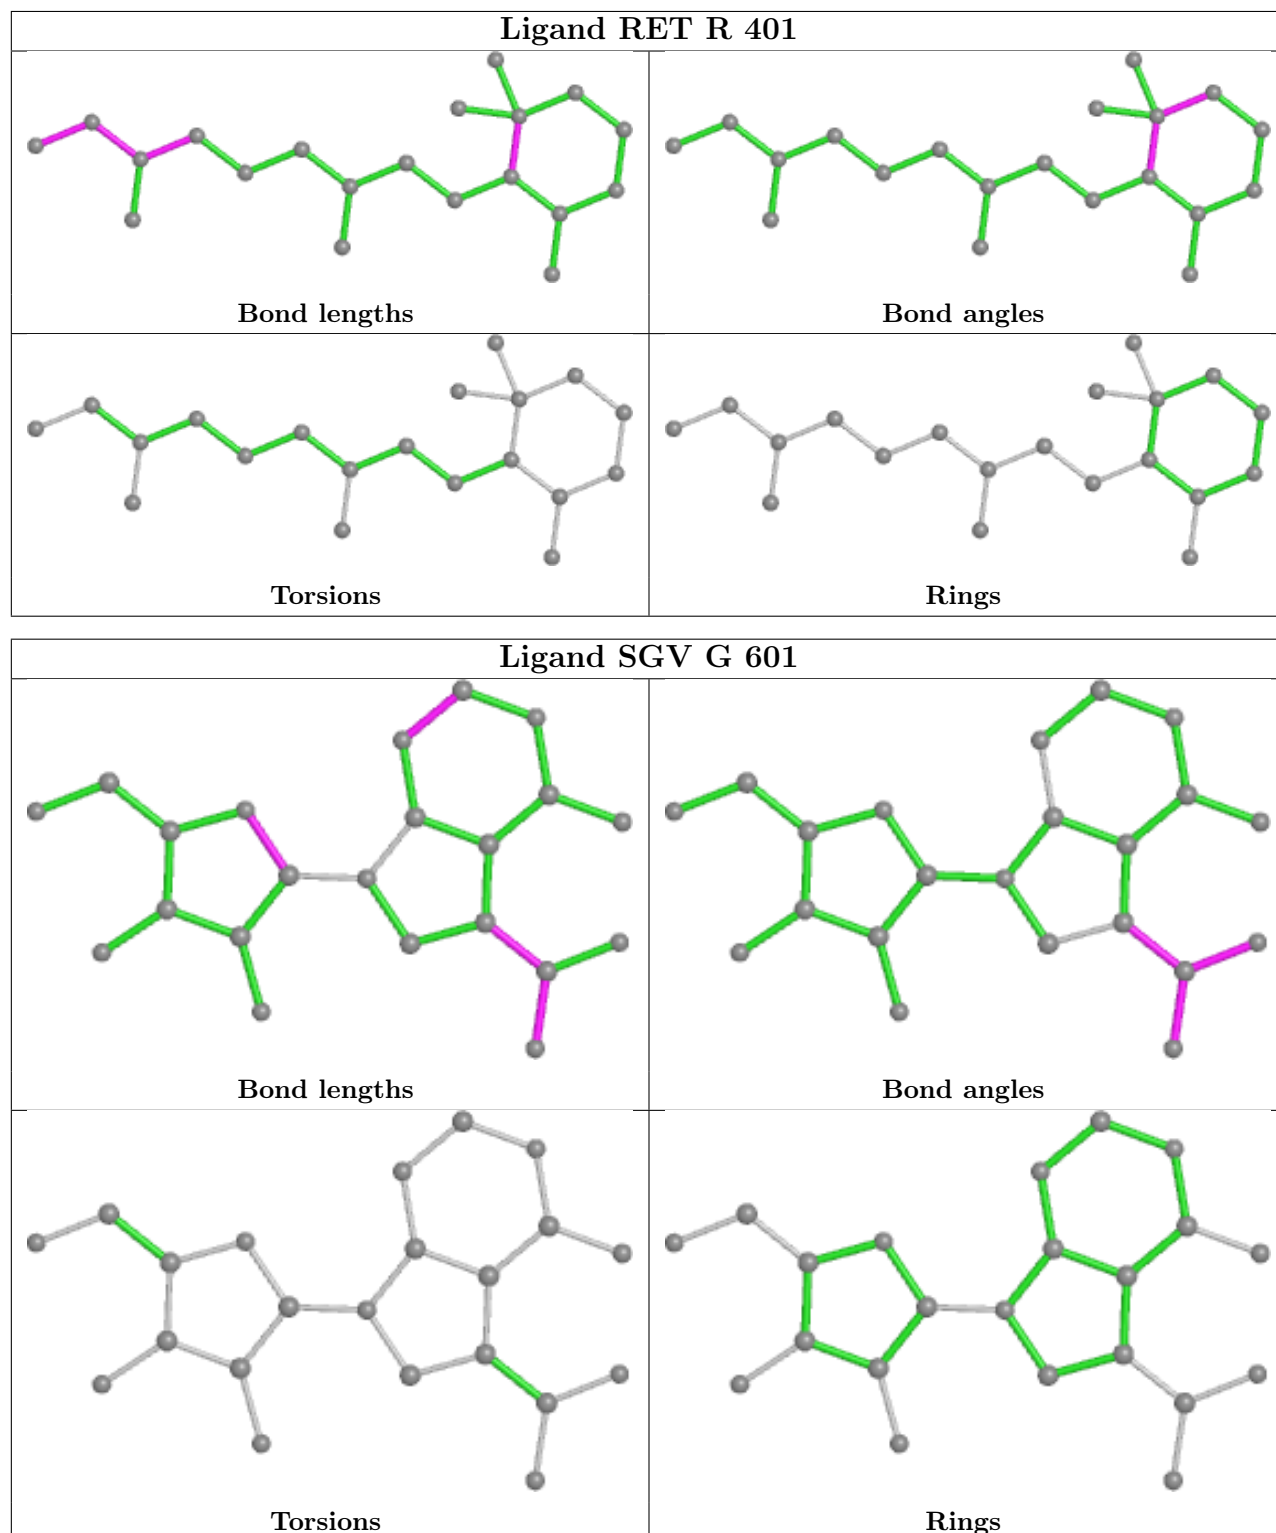 Ligand RET R 401
Bond lengths
Bond angles
Torsions
Rings
Ligand SGV G 601
Bond lengths
Bond angles
Torsions
Rings